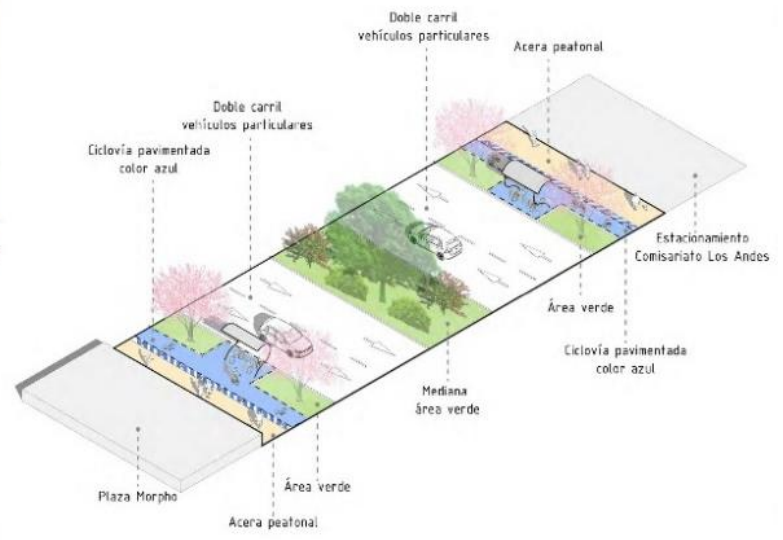 Doble carril
vehículos particulares
Acera peatonal
Doble carril
vehículos particulares
Ciclovía pavimentada
color azul
Estacionamiento
Comisariato Los Andes
Área verde
Ciclovía pavimentada
color azul
Mediana
área verde
Plaza Morpho
Área verde
Acera peatonal